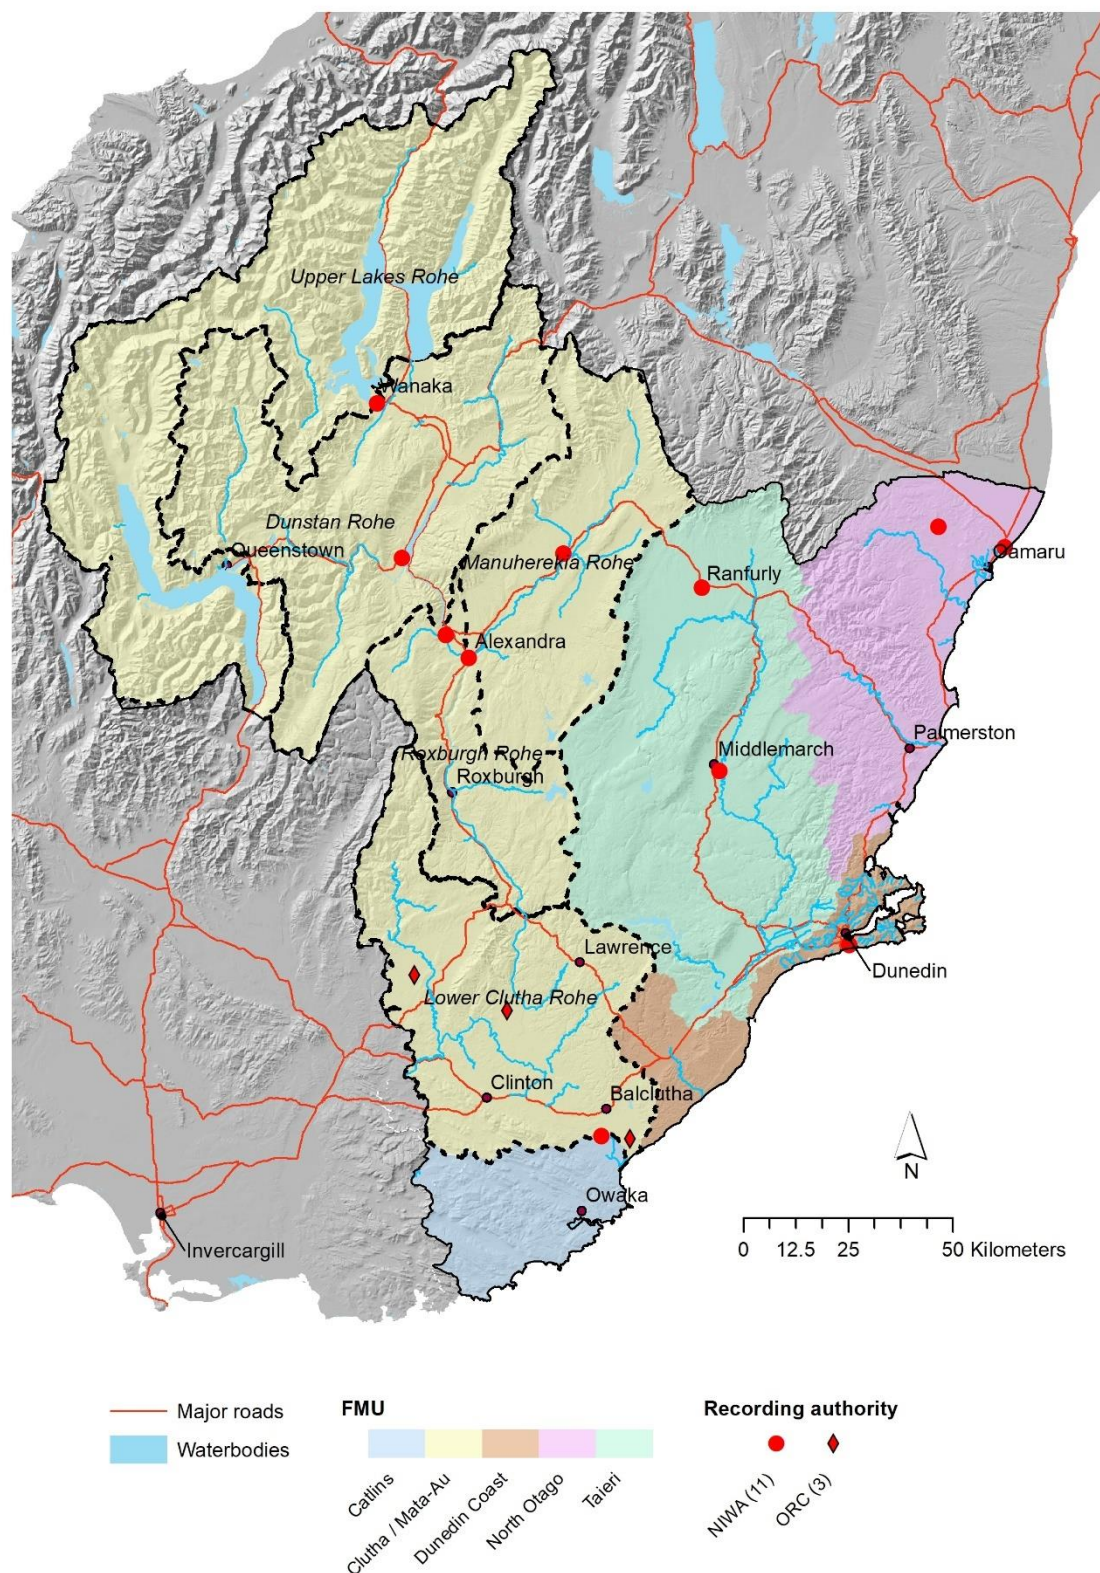 Upper Lakes Rohe
Wanaka
Dunstan Rohe
Queenstown
Manuherekia Rohe
Oamaru
Ranfurly
Alexandra
Palmerston
Middlemarch
Roxburgh Rohe
Roxburgh
Lawrence
Dunedin
Lower Clutha Rohe
Clinton
Balclutha
N
Owaka
Invercargill
0 12.5 25 50 Kilometers
Major roads
Waterbodies
FMU
Catlins
Clutha / Mata-Au
Dunedin Coast
North Otago
Taieri
Recording authority
NIWA (11)
ORC (3)